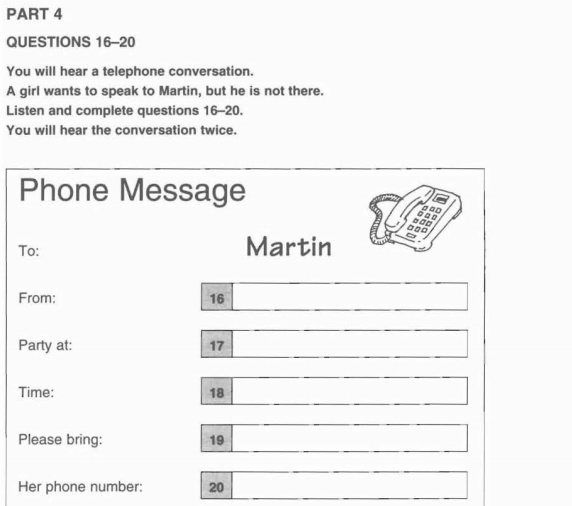 PART 4
QUESTIONS 16–20
You will hear a telephone conversation.
A girl wants to speak to Martin, but he is not there.
Listen and complete questions 16–20.
You will hear the conversation twice.
Phone Message
To: Martin
From: 16
Party at: 17
Time: 18
Please bring: 19
Her phone number: 20